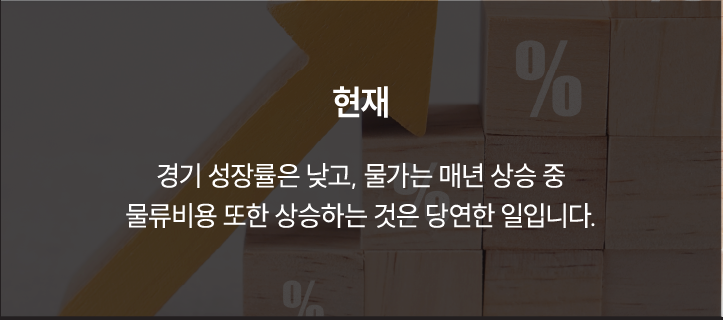 현재
경기 성장률은 낮고, 물가는 매년 상승 중
물류비용 또한 상승하는 것은 당연한 일입니다.
%
%
%